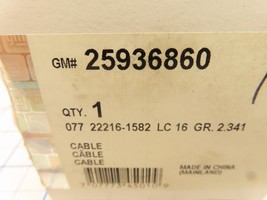 GM# 25936860
QTY. 1
077 22216-1582 LC 16 GR. 2.341
CABLE
CÂBLE
CABLE
MADE IN CHINA
(MAINLAND)